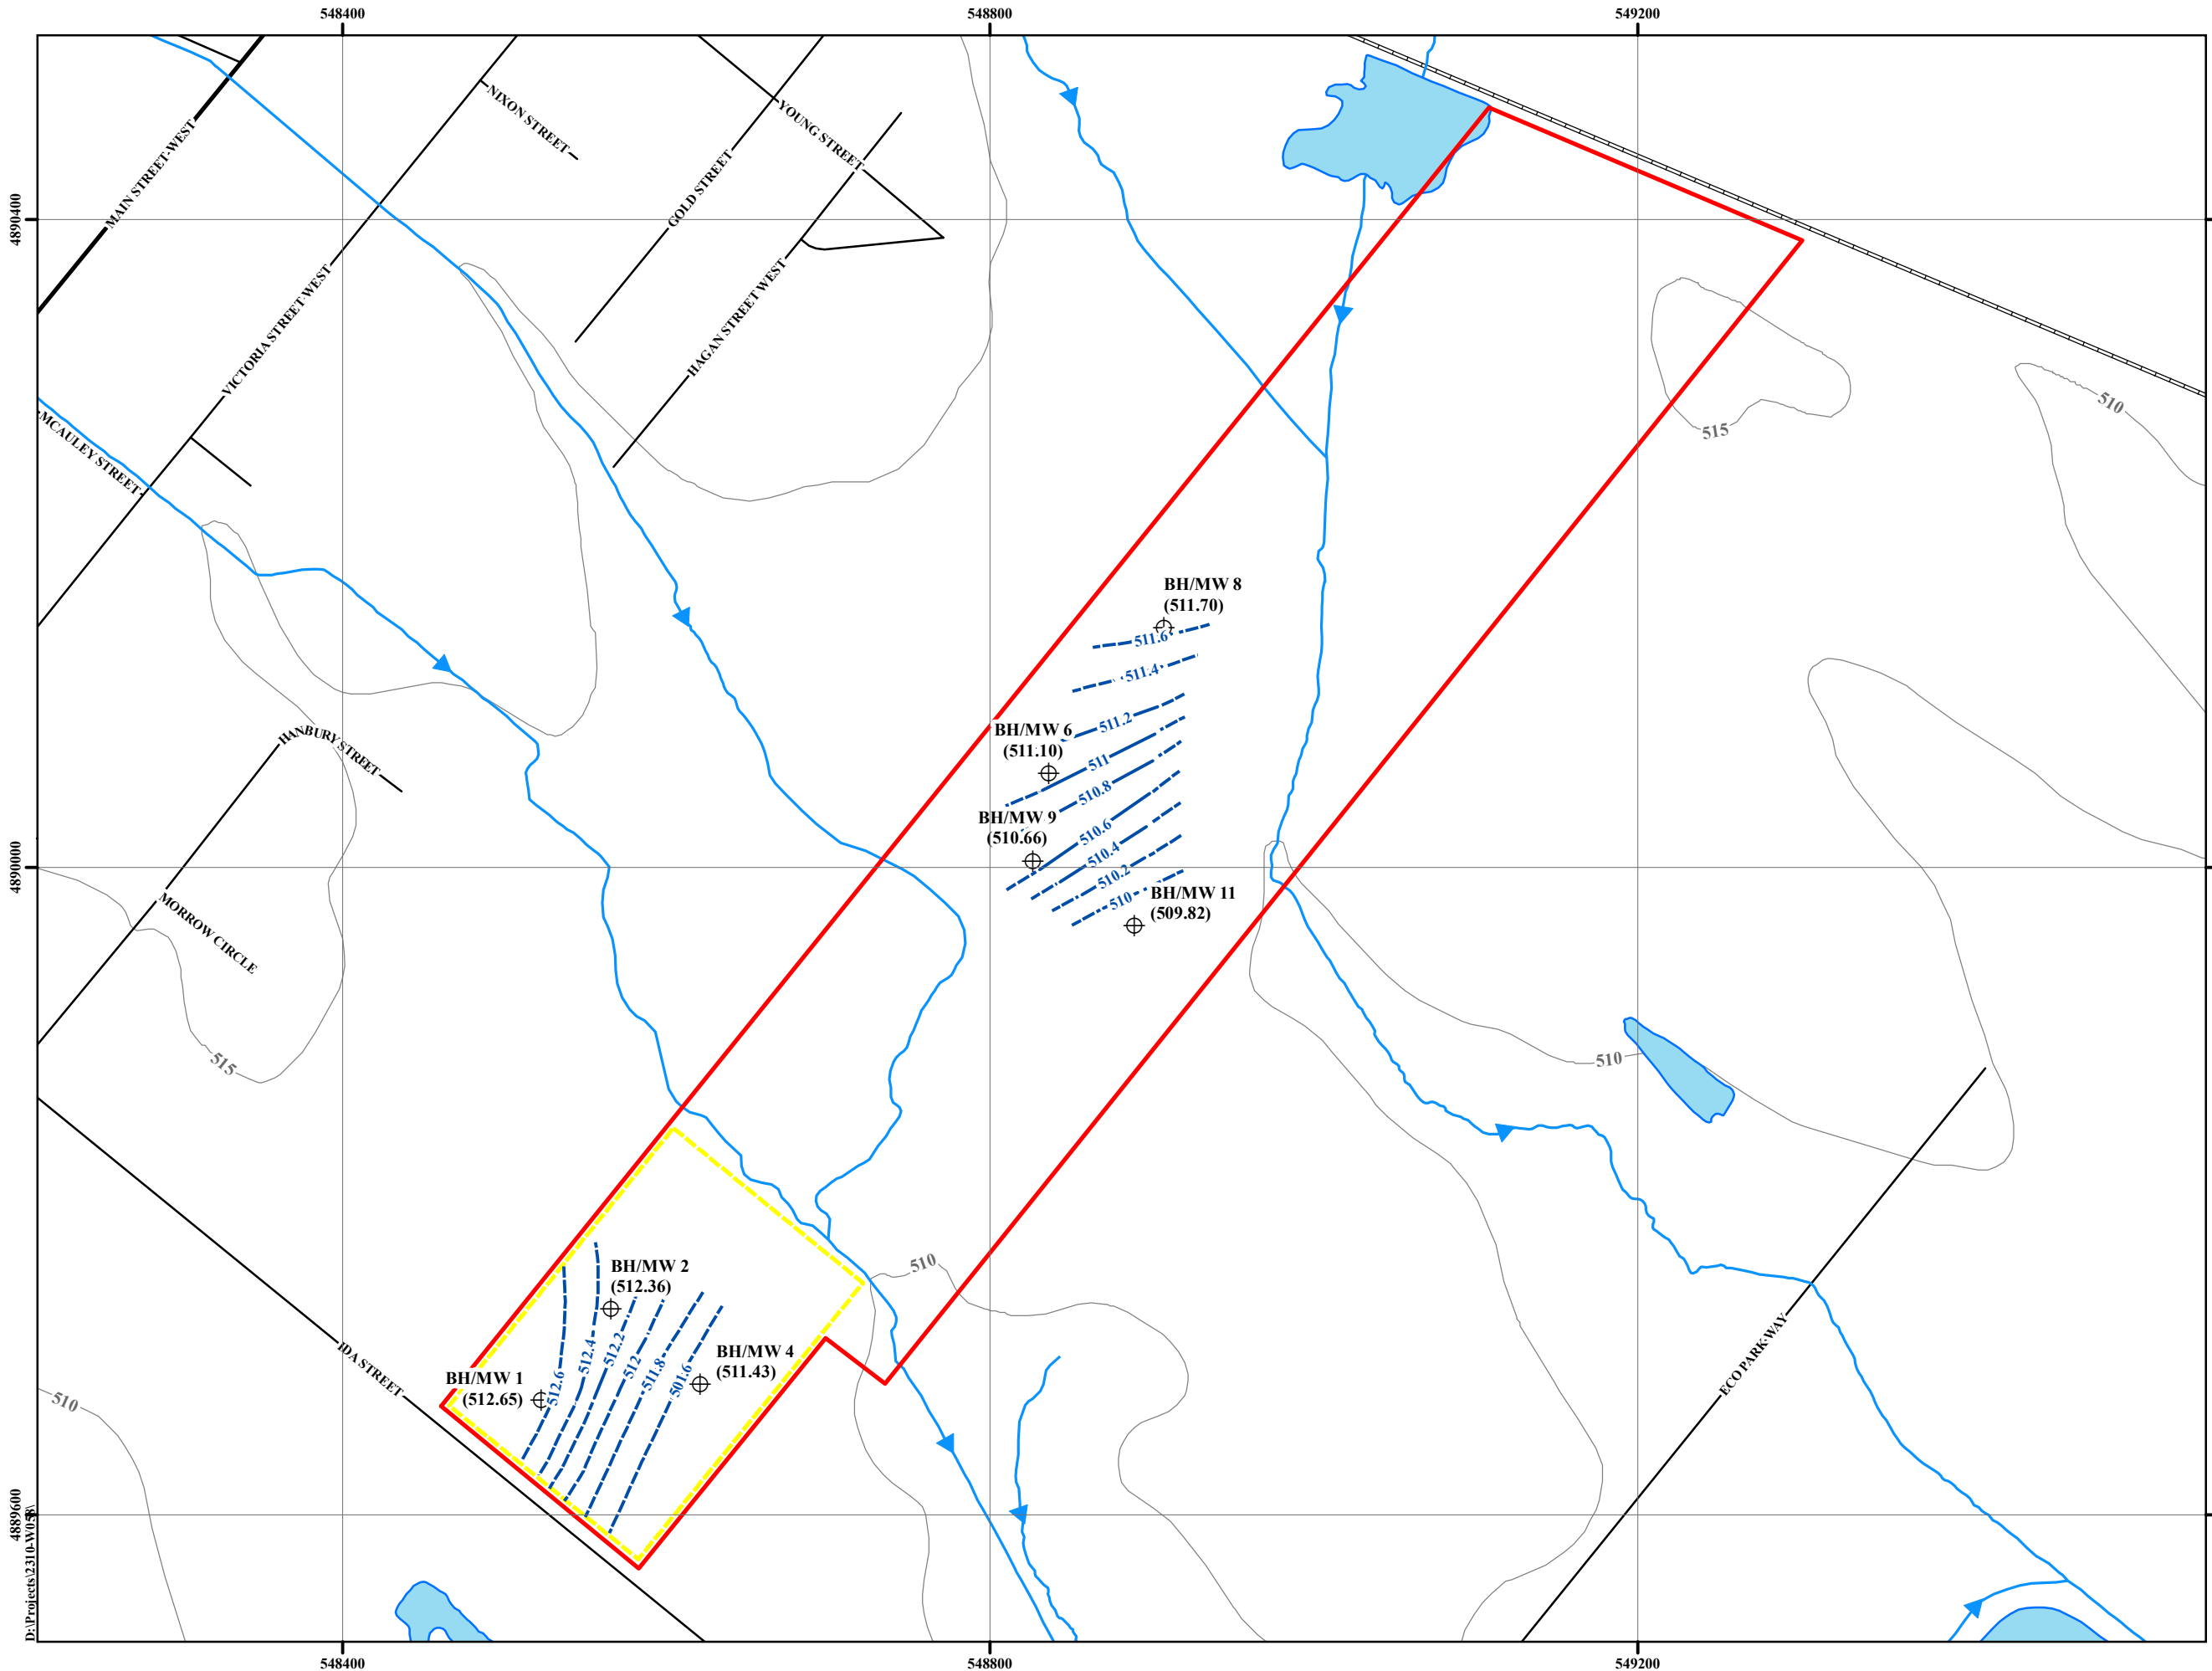 548400
548800
549200
MAIN STREET WEST
NIXON STREET
YOUNG STREET
GOLD STREET
4890400
HAGAN STREET WEST
VICTORIA STREET WEST
510
MCAULEY STREET
515
BH/MW 8
(511.70)
511.6
511.4
511.2
BH/MW 6
(511.10)
511
HANBURY STREET
510.8
BH/MW 9
(510.66)
510.6
510.4
4890000
510.2
510
BH/MW 11
(509.82)
MORROW CIRCLE
515
510
510
BH/MW 2
(512.36)
512.4
512.2
512
511.8
501.6
BH/MW 4
(511.43)
BH/MW 1
(512.65)
512.6
IDA STREET
ECO PARK WAY
510
4889600
D:\Projects\2310-W058\
548400
548800
549200